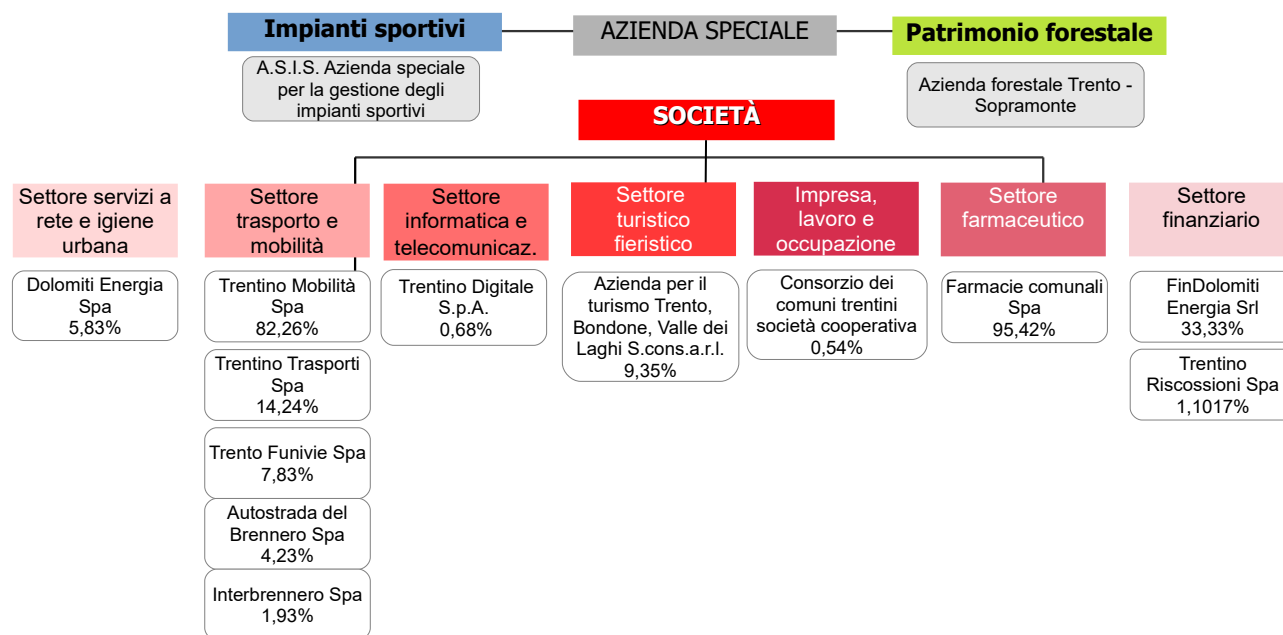 Impianti sportivi
AZIENDA SPECIALE
Patrimonio forestale
A.S.I.S. Azienda speciale
per la gestione degli
impianti sportivi
Azienda forestale Trento -
Sopramonte
SOCIETÀ
Settore servizi a
rete e igiene
urbana
Dolomiti Energia
Spa
5,83%
Settore
trasporto e
mobilità
Trentino Mobilità
Spa
82,26%
Trentino Trasporti
Spa
14,24%
Trento Funivie Spa
7,83%
Autostrada del
Brennero Spa
4,23%
Interbrennero Spa
1,93%
Settore
informatica e
telecomunicaz.
Trentino Digitale
S.p.A.
0,68%
Settore
turistico
fieristico
Azienda per il
turismo Trento,
Bondone, Valle dei
Laghi S.cons.a.r.l.
9,35%
Impresa,
lavoro e
occupazione
Consorzio dei
comuni trentini
società cooperativa
0,54%
Settore
farmaceutico
Farmacie comunali
Spa
95,42%
Settore
finanziario
FinDolomiti
Energia Srl
33,33%
Trentino
Riscossioni Spa
1,1017%